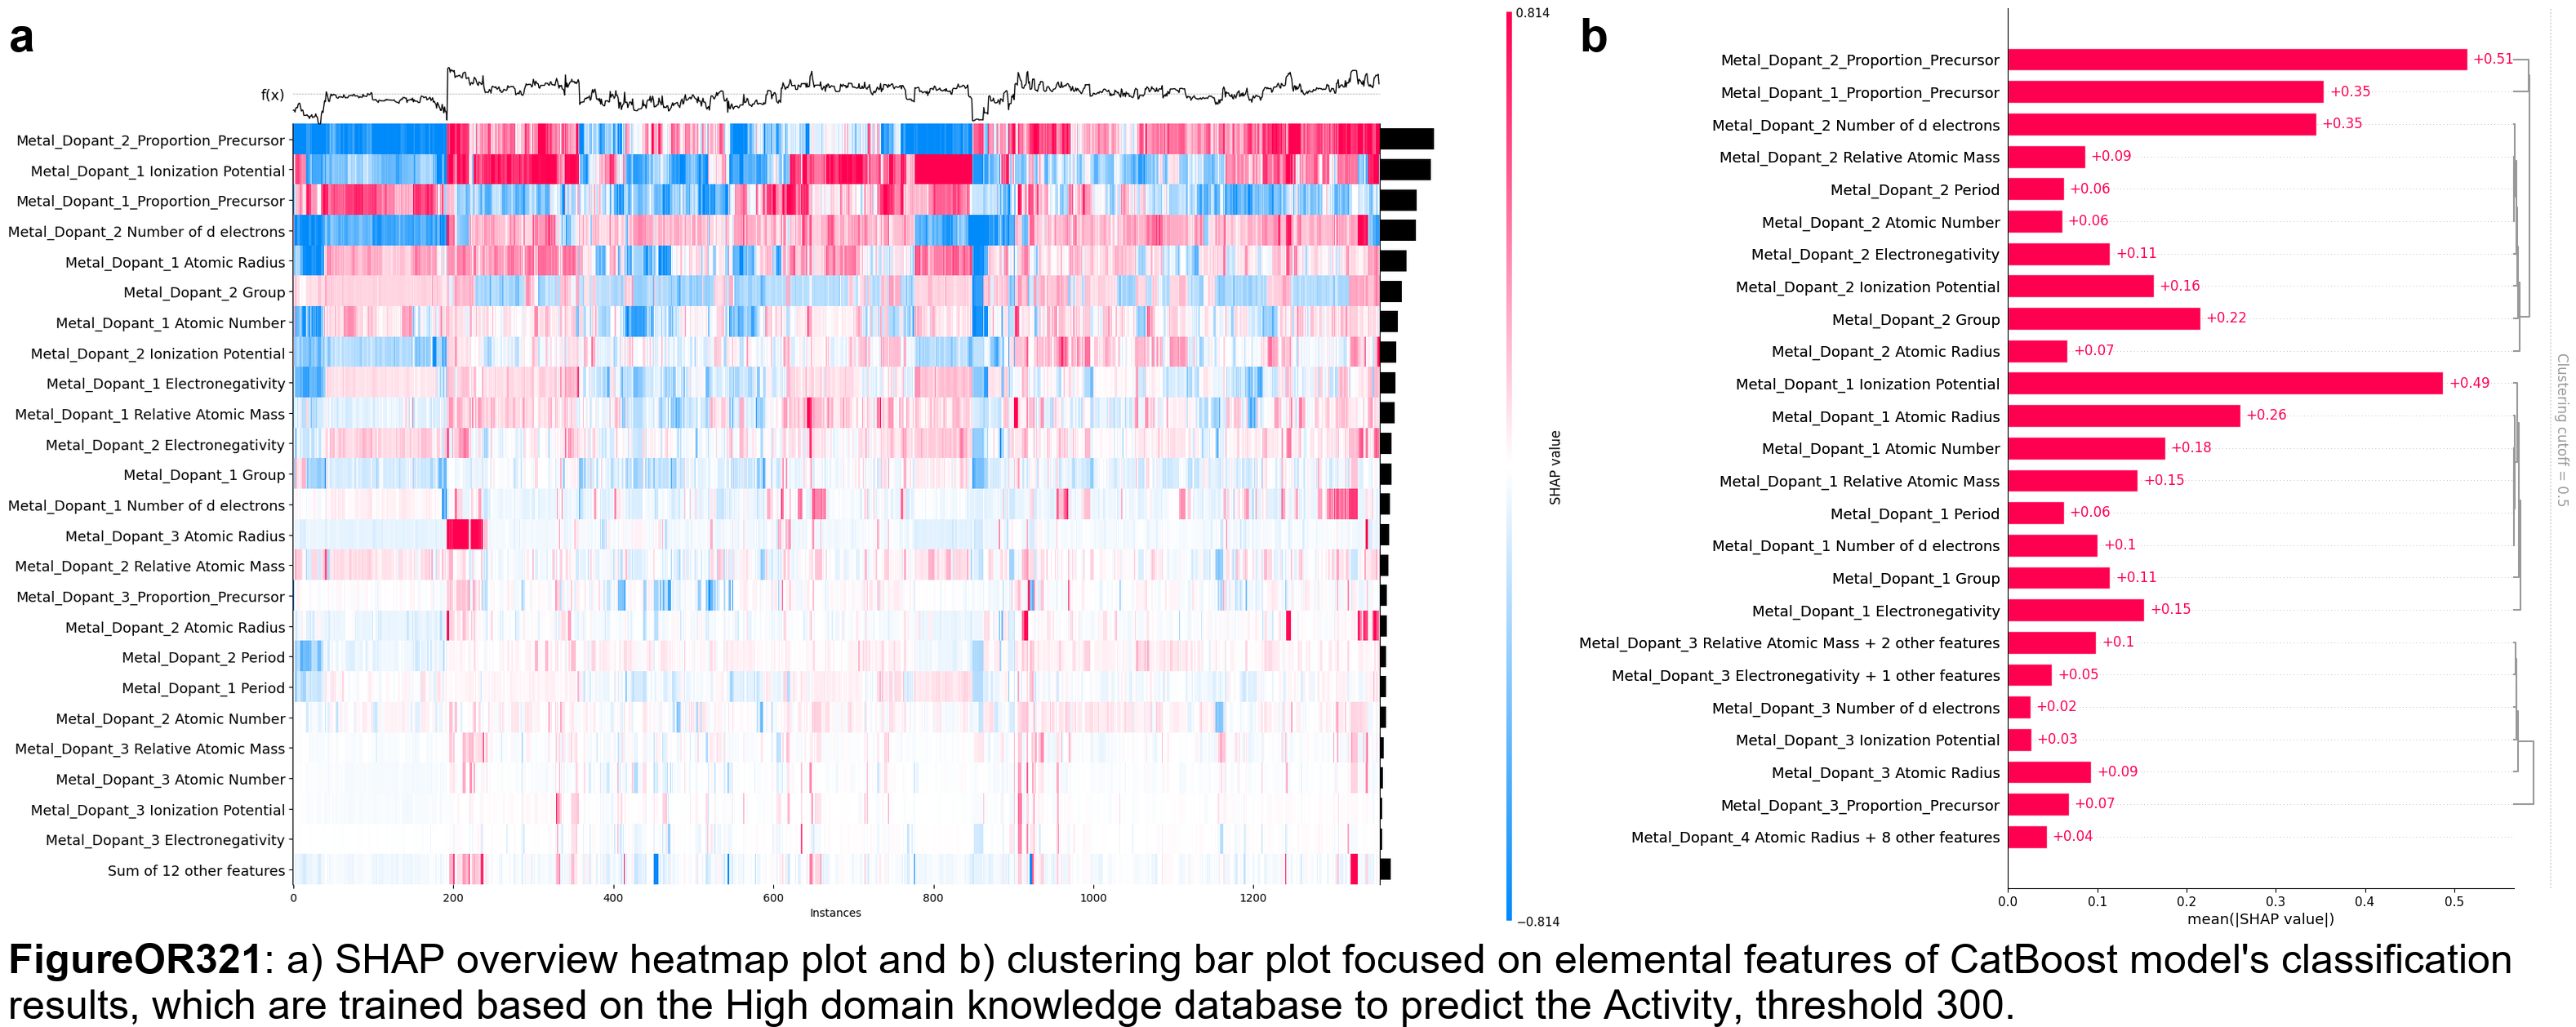 a
0.814
f(x)
Metal_Dopant_2_Proportion_Precursor
Metal_Dopant_1 Ionization Potential
Metal_Dopant_1_Proportion_Precursor
Metal_Dopant_2 Number of d electrons
Metal_Dopant_1 Atomic Radius
Metal_Dopant_2 Group
Metal_Dopant_1 Atomic Number
Metal_Dopant_2 Ionization Potential
Metal_Dopant_1 Electronegativity
Metal_Dopant_1 Relative Atomic Mass
Metal_Dopant_2 Electronegativity
Metal_Dopant_1 Group
Metal_Dopant_1 Number of d electrons
Metal_Dopant_3 Atomic Radius
Metal_Dopant_2 Relative Atomic Mass
Metal_Dopant_3_Proportion_Precursor
Metal_Dopant_2 Atomic Radius
Metal_Dopant_2 Period
Metal_Dopant_1 Period
Metal_Dopant_2 Atomic Number
Metal_Dopant_3 Relative Atomic Mass
Metal_Dopant_3 Atomic Number
Metal_Dopant_3 Ionization Potential
Metal_Dopant_3 Electronegativity
Sum of 12 other features
0 200 400 600 800 1000 1200
Instances
SHAP value
−0.814
b
Metal_Dopant_2_Proportion_Precursor +0.51
Metal_Dopant_1_Proportion_Precursor +0.35
Metal_Dopant_2 Number of d electrons +0.35
Metal_Dopant_2 Relative Atomic Mass +0.09
Metal_Dopant_2 Period +0.06
Metal_Dopant_2 Atomic Number +0.06
Metal_Dopant_2 Electronegativity +0.11
Metal_Dopant_2 Ionization Potential +0.16
Metal_Dopant_2 Group +0.22
Metal_Dopant_2 Atomic Radius +0.07
Metal_Dopant_1 Ionization Potential +0.49
Metal_Dopant_1 Atomic Radius +0.26
Metal_Dopant_1 Atomic Number +0.18
Metal_Dopant_1 Relative Atomic Mass +0.15
Metal_Dopant_1 Period +0.06
Metal_Dopant_1 Number of d electrons +0.1
Metal_Dopant_1 Group +0.11
Metal_Dopant_1 Electronegativity +0.15
Metal_Dopant_3 Relative Atomic Mass + 2 other features +0.1
Metal_Dopant_3 Electronegativity + 1 other features +0.05
Metal_Dopant_3 Number of d electrons +0.02
Metal_Dopant_3 Ionization Potential +0.03
Metal_Dopant_3 Atomic Radius +0.09
Metal_Dopant_3_Proportion_Precursor +0.07
Metal_Dopant_4 Atomic Radius + 8 other features +0.04
0.0 0.1 0.2 0.3 0.4 0.5
mean(|SHAP value|)
Clustering cutoff = 0.5
FigureOR321: a) SHAP overview heatmap plot and b) clustering bar plot focused on elemental features of CatBoost model's classification
results, which are trained based on the High domain knowledge database to predict the Activity, threshold 300.